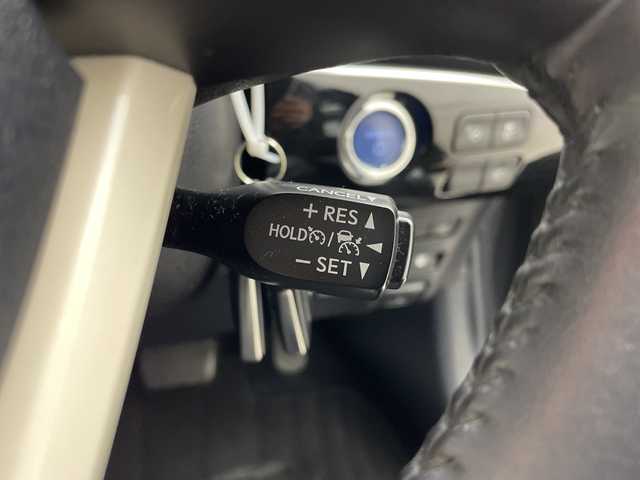 CANCEL
+ RES ▲
HOLD / ◀
− SET ▼